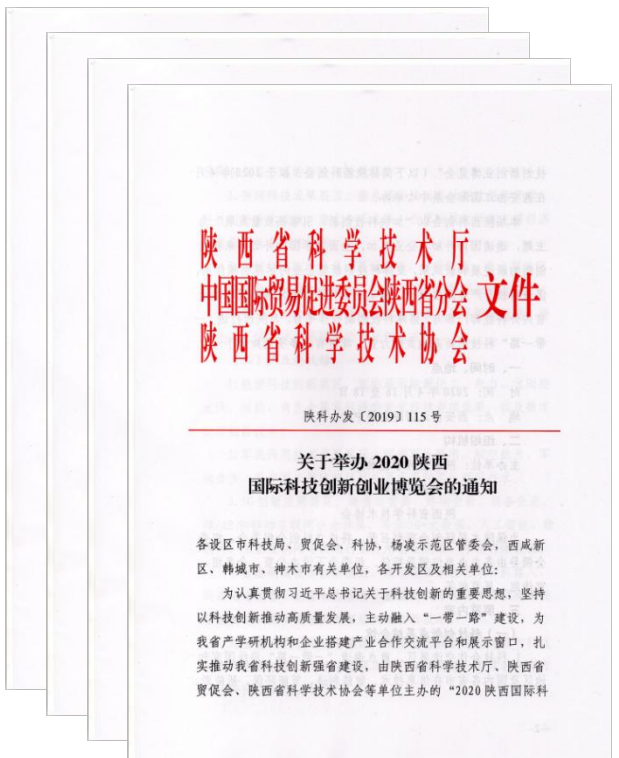 陕西省科学技术厅
中国国际贸易促进委员会陕西省分会 文件
陕西省科学技术协会
陕科办发〔2019〕115号
关于举办2020陕西
国际科技创新创业博览会的通知
各设区市科技局、贸促会、科协，杨凌示范区管委会，西咸新
区、韩城市、神木市有关单位，各开发区及相关单位：
为认真贯彻习近平总书记关于科技创新的重要思想，坚持
以科技创新推动高质量发展，主动融入“一带一路”建设，为
我省产学研机构和企业搭建产业合作交流平台和展示窗口，扎
实推动我省科技创新强省建设，由陕西省科学技术厅、陕西省
贸促会、陕西省科学技术协会等单位主办的“2020陕西国际科